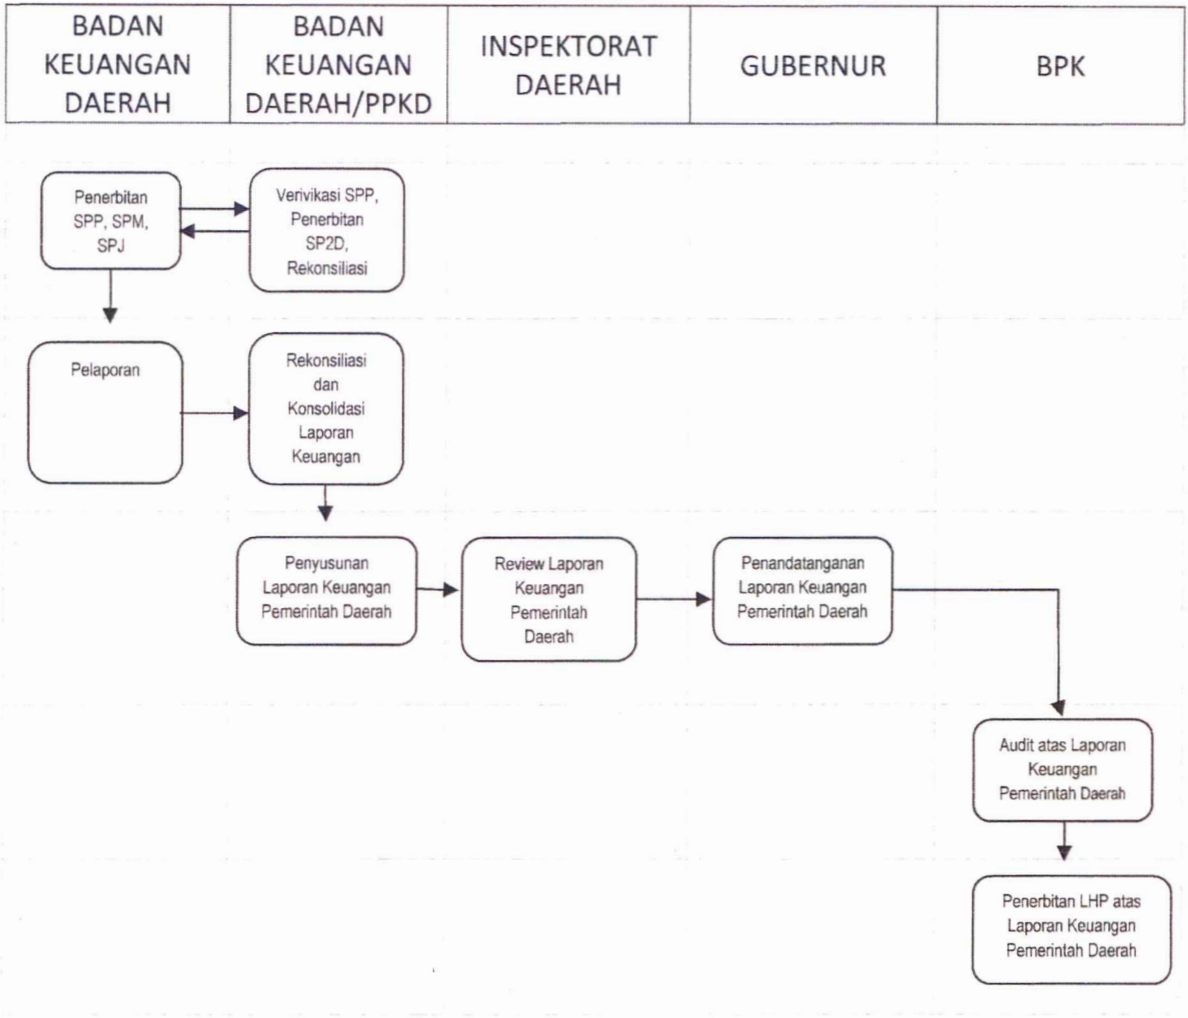 BADAN
KEUANGAN
DAERAH
BADAN
KEUANGAN
DAERAH/PPKD
INSPEKTORAT
DAERAH
GUBERNUR
BPK
Penerbitan
SPP, SPM,
SPJ
Verivikasi SPP,
Penerbitan
SP2D,
Rekonsiliasi
Pelaporan
Rekonsiliasi
dan
Konsolidasi
Laporan
Keuangan
Penyusunan
Laporan Keuangan
Pemerintah Daerah
Review Laporan
Keuangan
Pemerintah
Daerah
Penandatanganan
Laporan Keuangan
Pemerintah Daerah
Audit atas Laporan
Keuangan
Pemerintah Daerah
Penerbitan LHP atas
Laporan Keuangan
Pemerintah Daerah